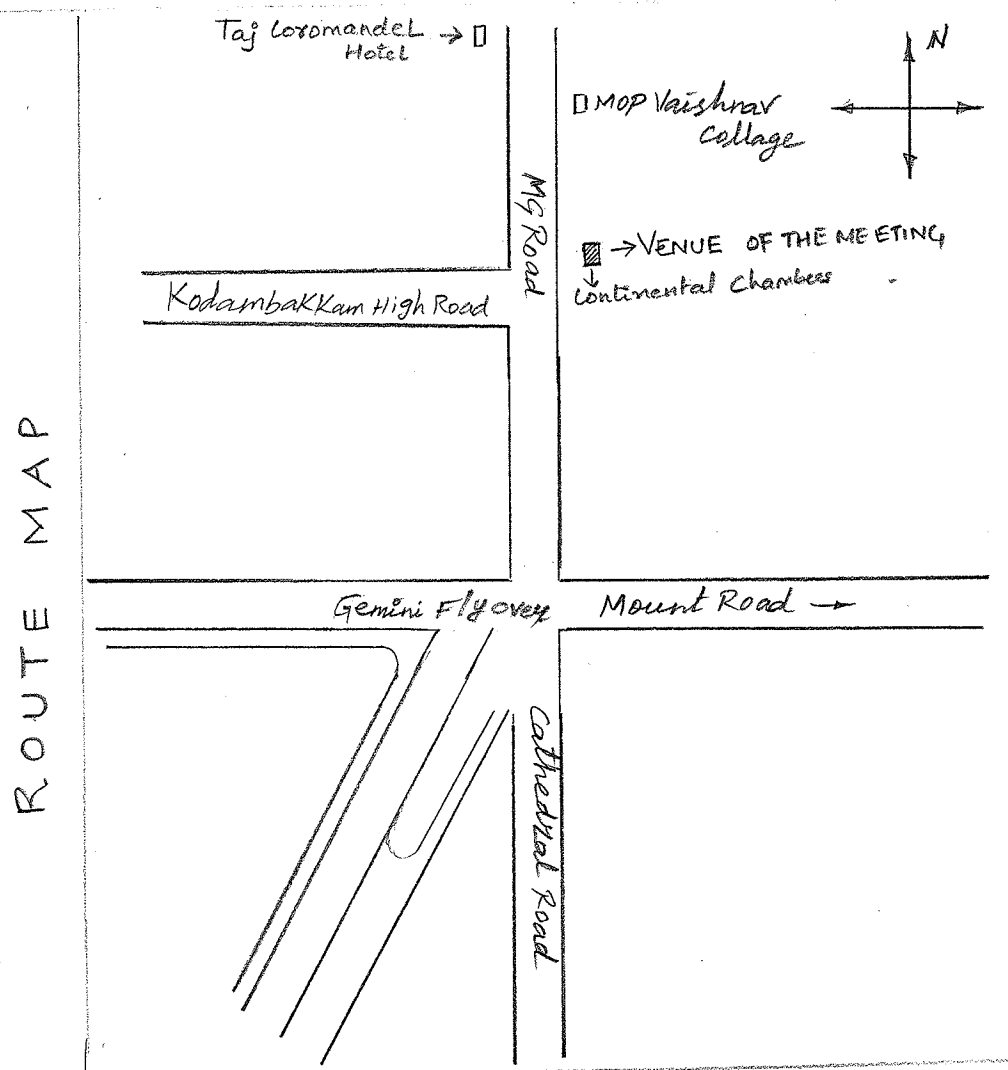 Taj Coromandel
Hotel
N
MOP Vaishnav
Collage
MG Road
VENUE OF THE MEETING
Continental Chambers
Kodambakkam High Road
ROUTE MAP
Gemini Flyover
Mount Road
Cathedral Road